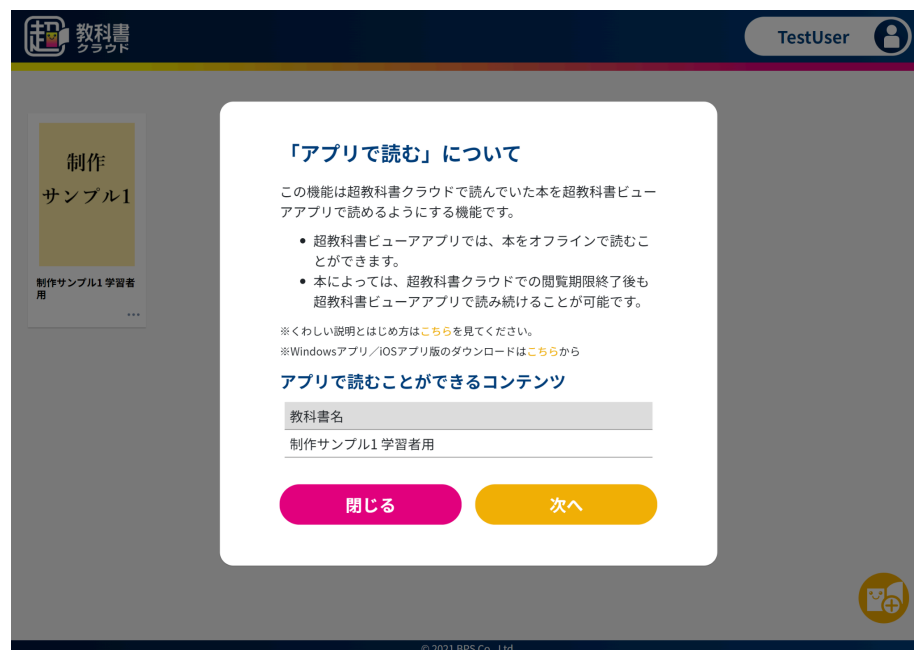 超教科書
クラウド
TestUser
制作
サンプル1
制作サンプル1 学習者
用
「アプリで読む」について
この機能は超教科書クラウドで読んでいた本を超教科書ビュー
アアプリで読めるようにする機能です。
• 超教科書ビューアアプリでは、本をオフラインで読むこ
とができます。
• 本によっては、超教科書クラウドでの閲覧期限終了後も
超教科書ビューアアプリで読み続けることが可能です。
※くわしい説明とはじめ方はこちらを見てください。
※Windowsアプリ／iOSアプリ版のダウンロードはこちらから
アプリで読むことができるコンテンツ
教科書名
制作サンプル1 学習者用
閉じる
次へ
© 2021 BPS Co., Ltd.